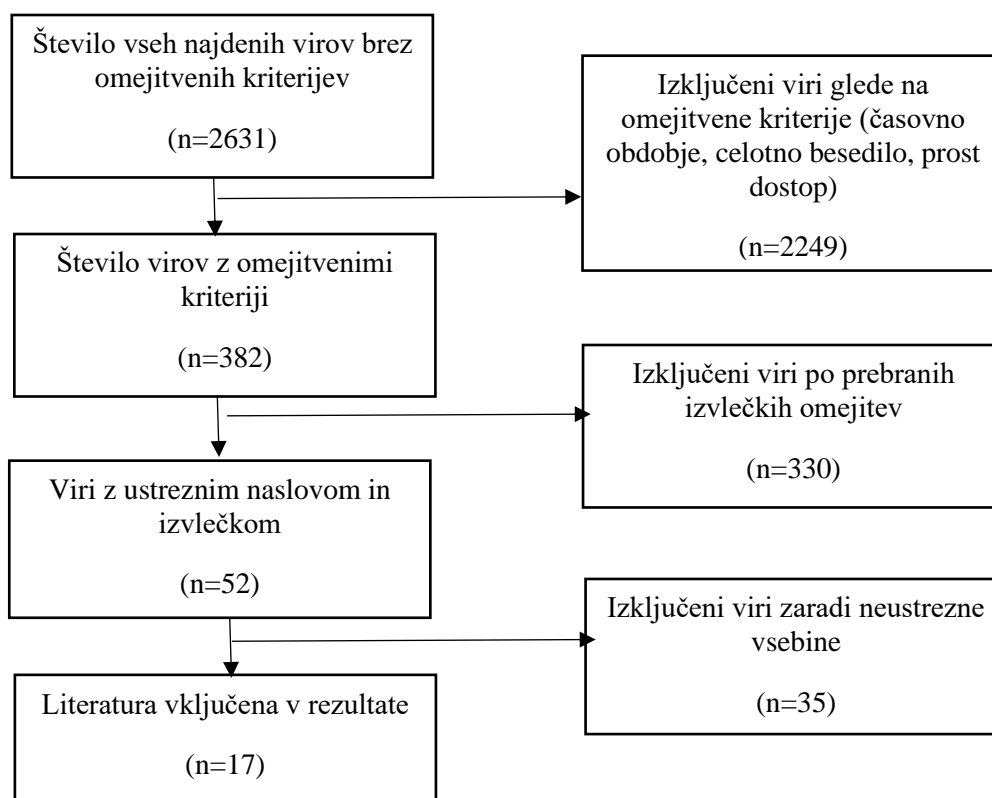 Število vseh najdenih virov brez
omejitvenih kriterijev
(n=2631)
Izključeni viri glede na
omejitvene kriterije (časovno
obdobje, celotno besedilo, prost
dostop)
(n=2249)
Število virov z omejitvenimi
kriteriji
(n=382)
Izključeni viri po prebranih
izvlečkih omejitev
(n=330)
Viri z ustreznim naslovom in
izvlečkom
(n=52)
Izključeni viri zaradi neustrezne
vsebine
(n=35)
Literatura vključena v rezultate
(n=17)